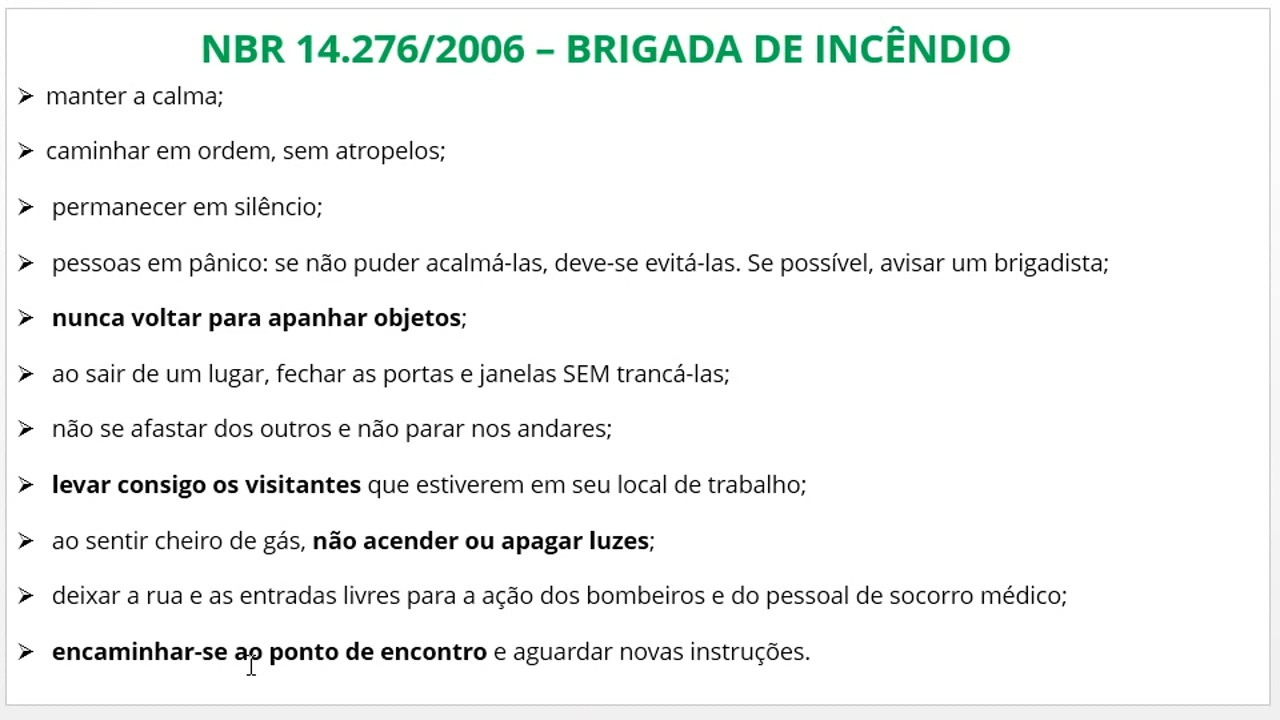 NBR 14.276/2006 – BRIGADA DE INCÊNDIO
➢ manter a calma;
➢ caminhar em ordem, sem atropelos;
➢ permanecer em silêncio;
➢ pessoas em pânico: se não puder acalmá-las, deve-se evitá-las. Se possível, avisar um brigadista;
➢ nunca voltar para apanhar objetos;
➢ ao sair de um lugar, fechar as portas e janelas SEM trancá-las;
➢ não se afastar dos outros e não parar nos andares;
➢ levar consigo os visitantes que estiverem em seu local de trabalho;
➢ ao sentir cheiro de gás, não acender ou apagar luzes;
➢ deixar a rua e as entradas livres para a ação dos bombeiros e do pessoal de socorro médico;
➢ encaminhar-se ao ponto de encontro e aguardar novas instruções.